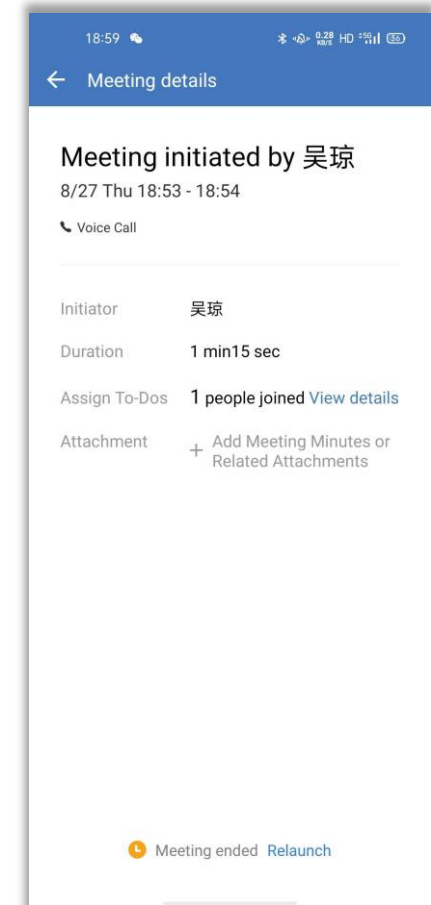 18:59 0.28 KB/S HD 5G 36
Meeting details
Meeting initiated by 吴琼
8/27 Thu 18:53 - 18:54
Voice Call
Initiator 吴琼
Duration 1 min15 sec
Assign To-Dos 1 people joined View details
Attachment + Add Meeting Minutes or
Related Attachments
Meeting ended Relaunch